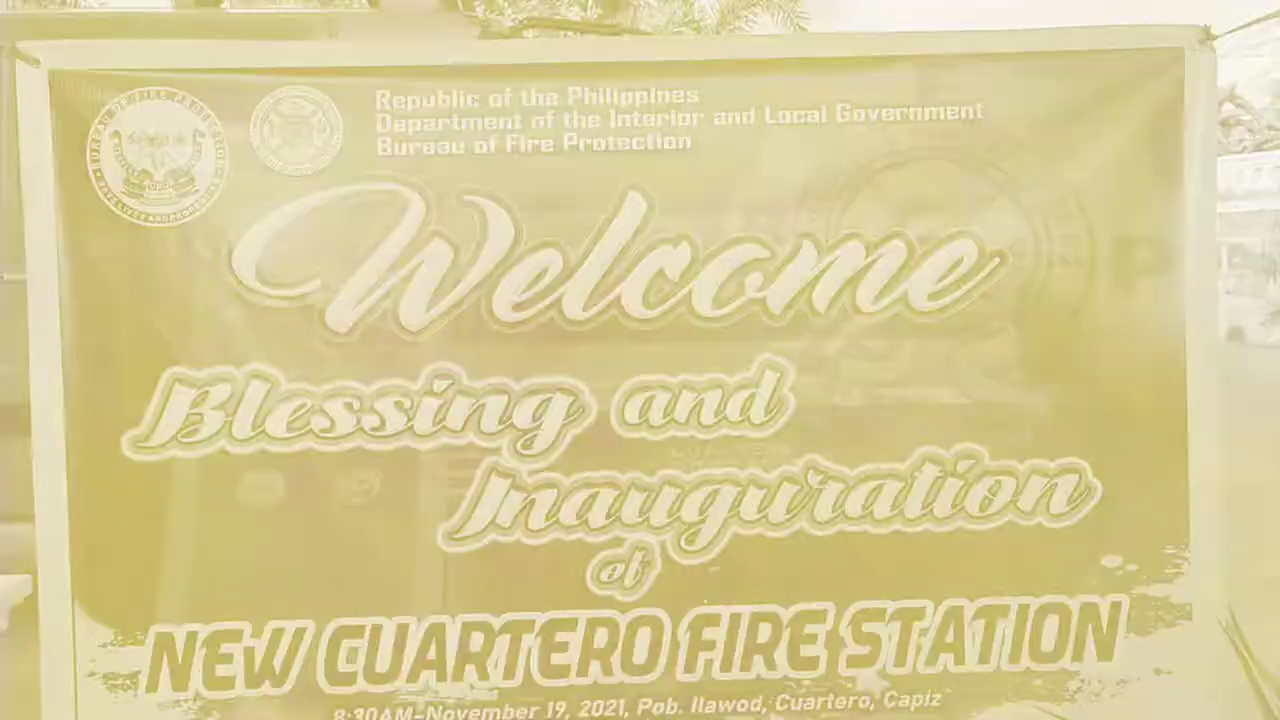 Republic of the Philippines
Department of the Interior and Local Government
Bureau of Fire Protection
Welcome
Blessing and
Inauguration
of
NEW CUARTERO FIRE STATION
8:30AM-November 19, 2021, Pob. Ilawod, Cuartero, Capiz